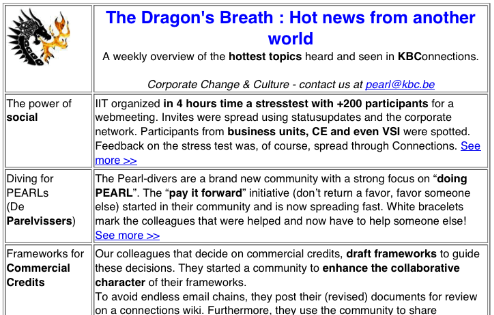 The Dragon's Breath : Hot news from another
world
A weekly overview of the hottest topics heard and seen in KBConnections.
Corporate Change & Culture - contact us at pearl@kbc.be
The power of
social
IIT organized in 4 hours time a stresstest with +200 participants for a
webmeeting. Invites were spread using statusupdates and the corporate
network. Participants from business units, CE and even VSI were spotted.
Feedback on the stress test was, of course, spread through Connections. See
more >>
Diving for
PEARLs
(De
Parelvissers)
The Pearl-divers are a brand new community with a strong focus on “doing
PEARL”. The “pay it forward” initiative (don’t return a favor, favor someone
else) started in their community and is now spreading fast. White bracelets
mark the colleagues that were helped and now have to help someone else!
See more >>
Frameworks for
Commercial
Credits
Our colleagues that decide on commercial credits, draft frameworks to guide
these decisions. They started a community to enhance the collaborative
character of their frameworks.
To avoid endless email chains, they post their (revised) documents for review
on a connections wiki. Furthermore, they use the community to share